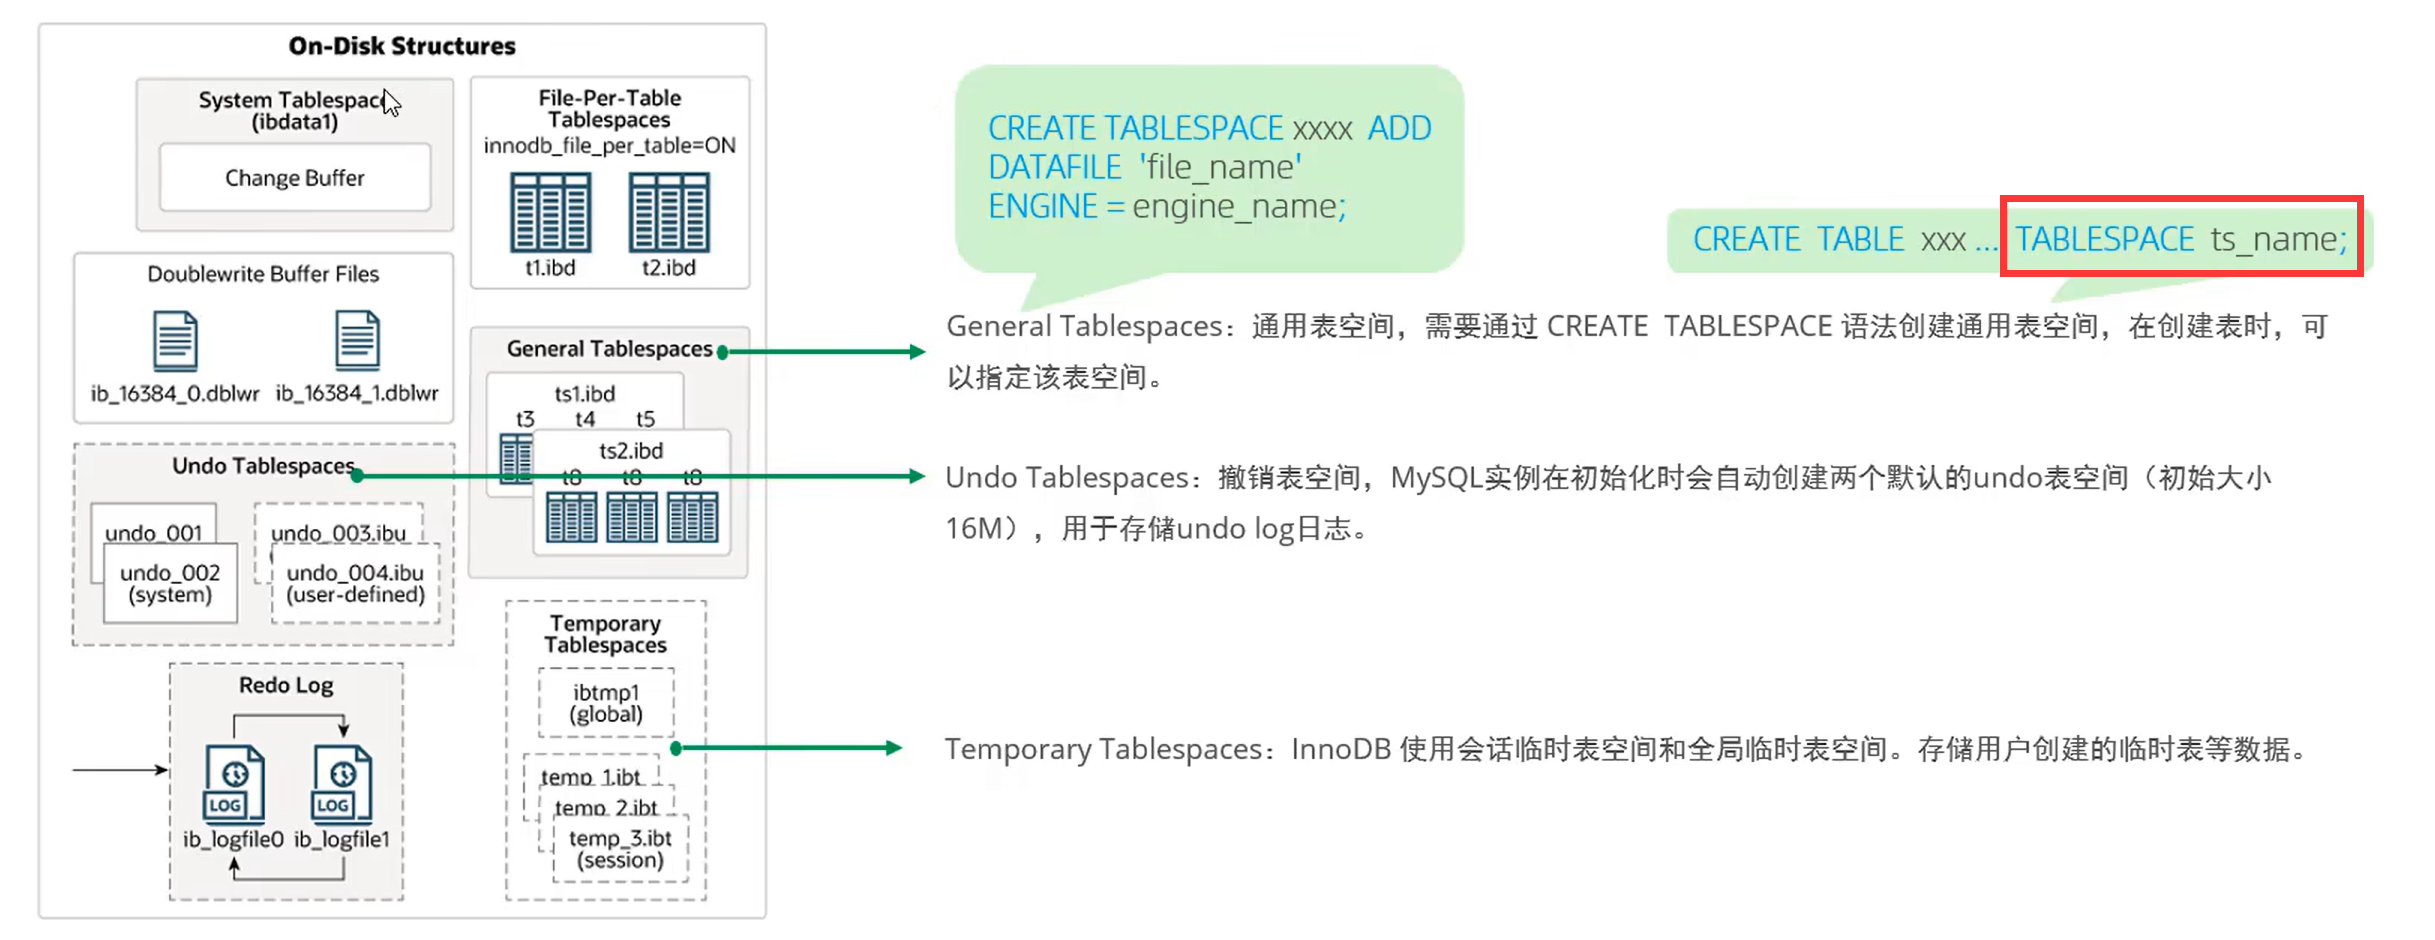 On-Disk Structures
System Tablespace
(ibdata1)
Change Buffer
File-Per-Table
Tablespaces
innodb_file_per_table=ON
t1.ibd
t2.ibd
Doublewrite Buffer Files
ib_16384_0.dblwr
ib_16384_1.dblwr
General Tablespaces
ts1.ibd
t3 t4 t5
ts2.ibd
t8 t8 t8
Undo Tablespaces
undo_001
undo_002
(system)
undo_003.ibu
undo_004.ibu
(user-defined)
Temporary
Tablespaces
ibtmp1
(global)
temp_1.ibt
temp_2.ibt
temp_3.ibt
(session)
Redo Log
LOG
LOG
ib_logfile0
ib_logfile1
CREATE TABLESPACE xxxx ADD
DATAFILE 'file_name'
ENGINE = engine_name;
CREATE TABLE xxx ... TABLESPACE ts_name;
General Tablespaces：通用表空间，需要通过 CREATE TABLESPACE 语法创建通用表空间，在创建表时，可
以指定该表空间。
Undo Tablespaces：撤销表空间，MySQL实例在初始化时会自动创建两个默认的undo表空间（初始大小
16M），用于存储undo log日志。
Temporary Tablespaces：InnoDB 使用会话临时表空间和全局临时表空间。存储用户创建的临时表等数据。